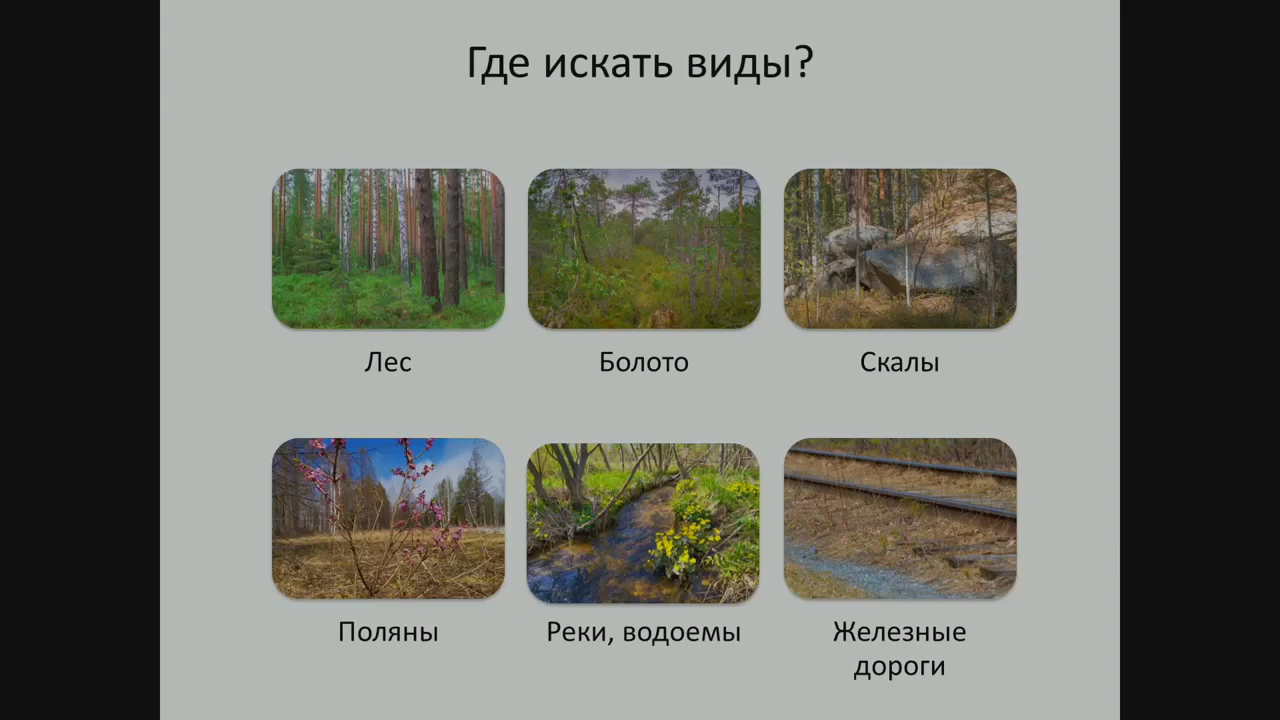 Где искать виды?
Лес
Болото
Скалы
Поляны
Реки, водоемы
Железные
дороги